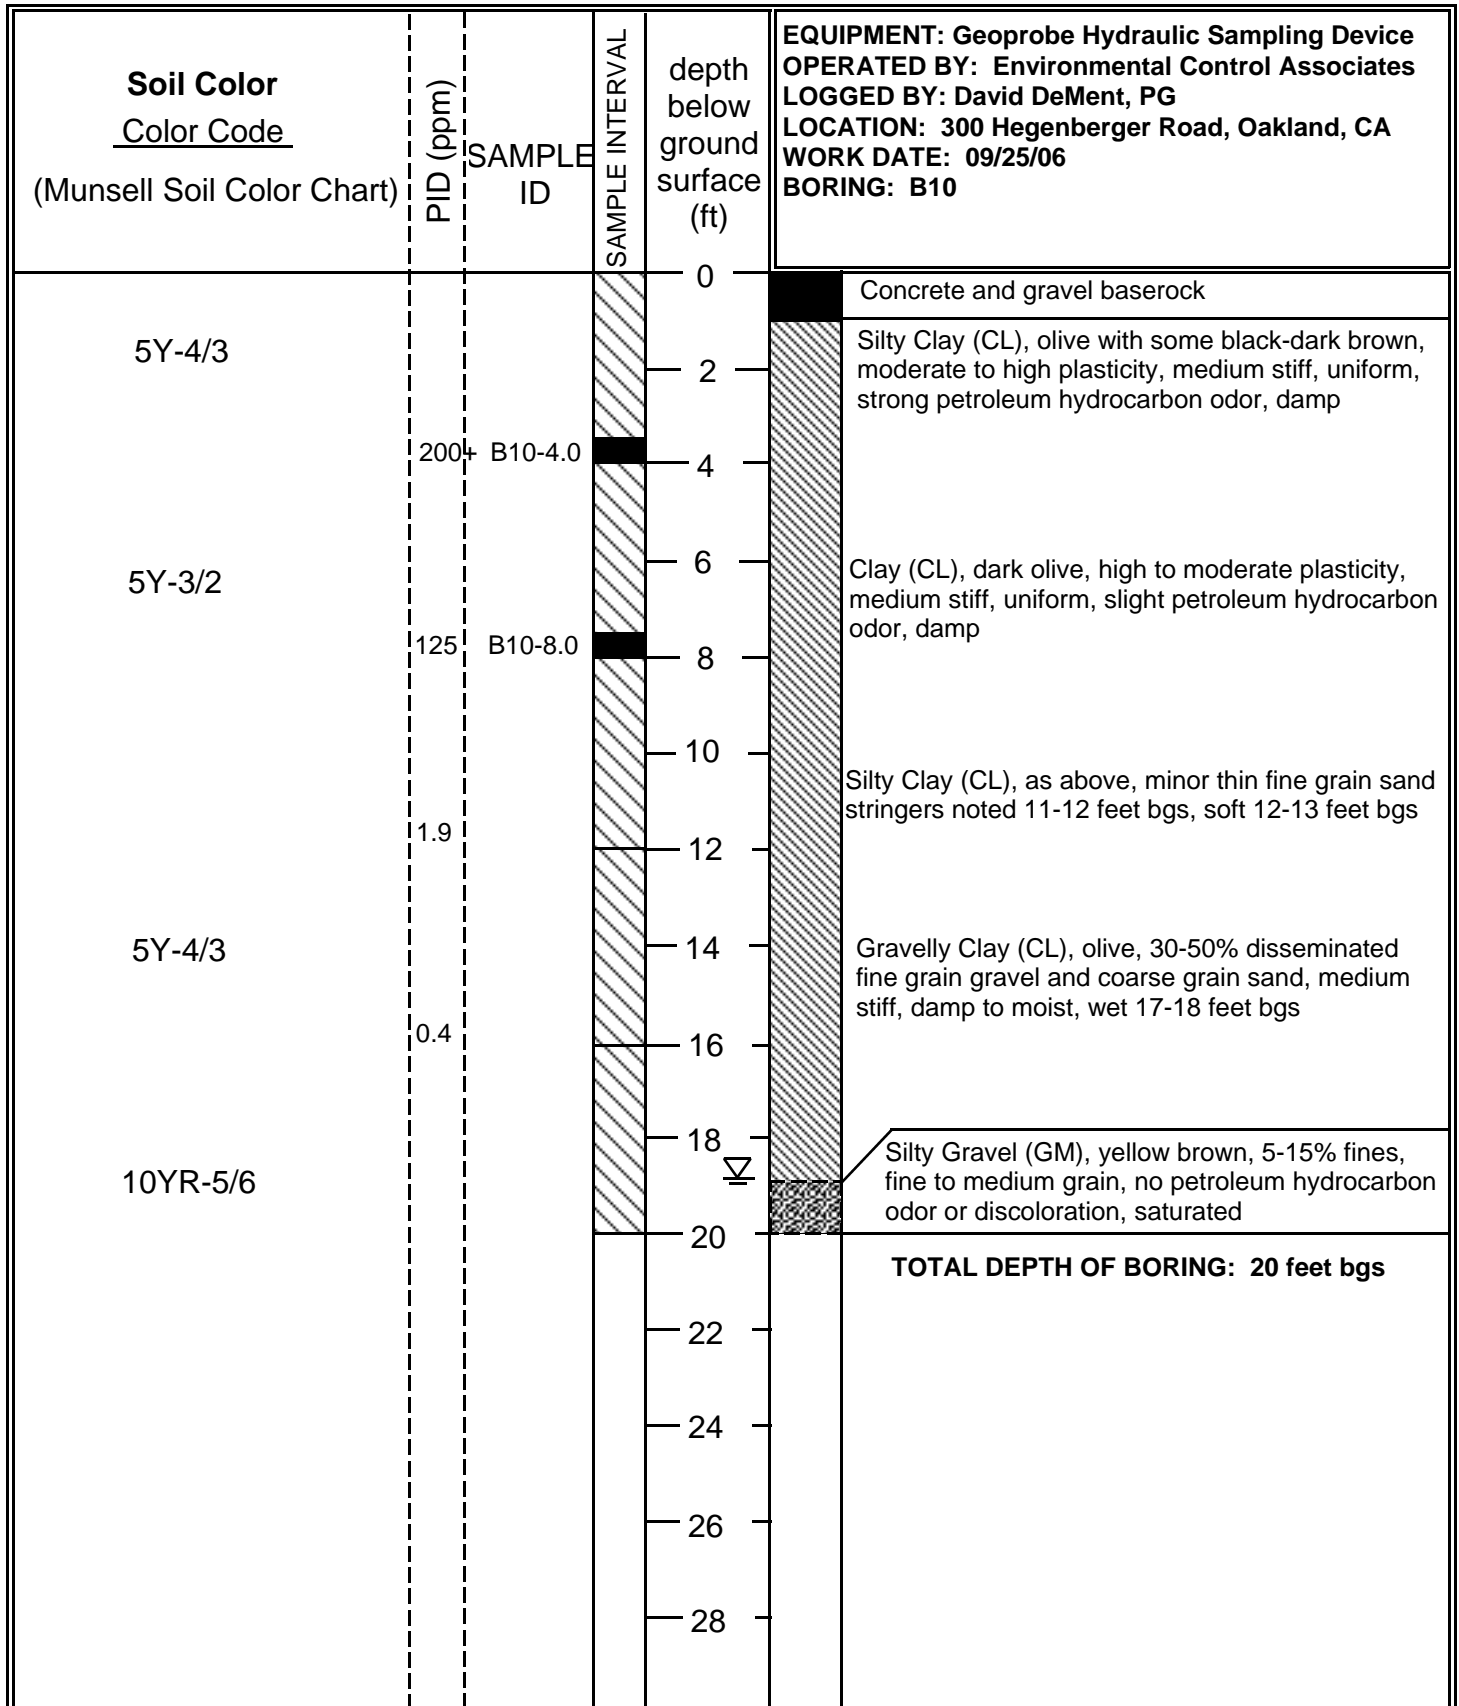 Soil Color
Color Code
(Munsell Soil Color Chart)
PID (ppm)
SAMPLE
ID
SAMPLE INTERVAL
depth
below
ground
surface
(ft)
EQUIPMENT: Geoprobe Hydraulic Sampling Device
OPERATED BY: Environmental Control Associates
LOGGED BY: David DeMent, PG
LOCATION: 300 Hegenberger Road, Oakland, CA
WORK DATE: 09/25/06
BORING: B10
0
Concrete and gravel baserock
5Y-4/3
2
Silty Clay (CL), olive with some black-dark brown,
moderate to high plasticity, medium stiff, uniform,
strong petroleum hydrocarbon odor, damp
200+ B10-4.0
4
5Y-3/2
6
Clay (CL), dark olive, high to moderate plasticity,
medium stiff, uniform, slight petroleum hydrocarbon
odor, damp
125 B10-8.0
8
10
Silty Clay (CL), as above, minor thin fine grain sand
stringers noted 11-12 feet bgs, soft 12-13 feet bgs
1.9
12
5Y-4/3
14
Gravelly Clay (CL), olive, 30-50% disseminated
fine grain gravel and coarse grain sand, medium
stiff, damp to moist, wet 17-18 feet bgs
0.4
16
18
10YR-5/6
Silty Gravel (GM), yellow brown, 5-15% fines,
fine to medium grain, no petroleum hydrocarbon
odor or discoloration, saturated
20
TOTAL DEPTH OF BORING: 20 feet bgs
22
24
26
28